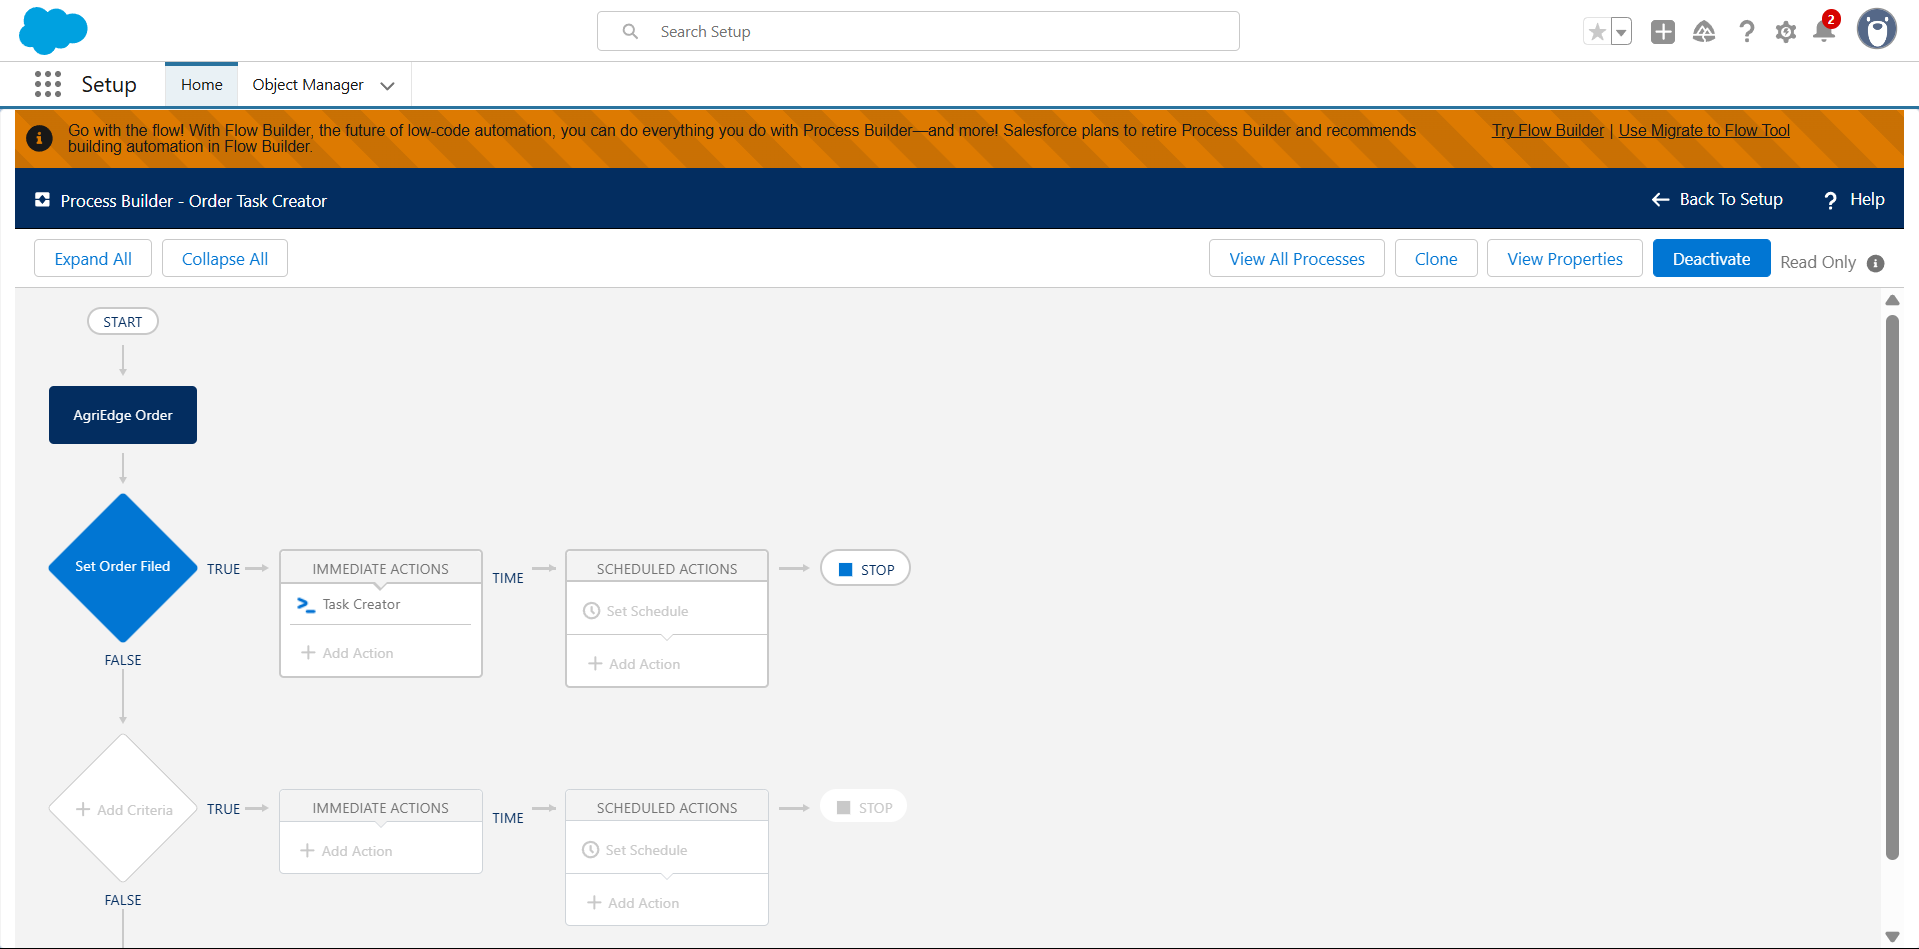 Search Setup
2
Setup
Home
Object Manager
Go with the flow! With Flow Builder, the future of low-code automation, you can do everything you do with Process Builder—and more! Salesforce plans to retire Process Builder and recommends
building automation in Flow Builder.
Try Flow Builder | Use Migrate to Flow Tool
Process Builder - Order Task Creator
Back To Setup
? Help
Expand All
Collapse All
View All Processes
Clone
View Properties
Deactivate
Read Only
START
AgriEdge Order
Set Order Filed
TRUE
IMMEDIATE ACTIONS
Task Creator
+ Add Action
TIME
SCHEDULED ACTIONS
Set Schedule
+ Add Action
STOP
FALSE
+ Add Criteria
TRUE
IMMEDIATE ACTIONS
+ Add Action
TIME
SCHEDULED ACTIONS
Set Schedule
+ Add Action
STOP
FALSE